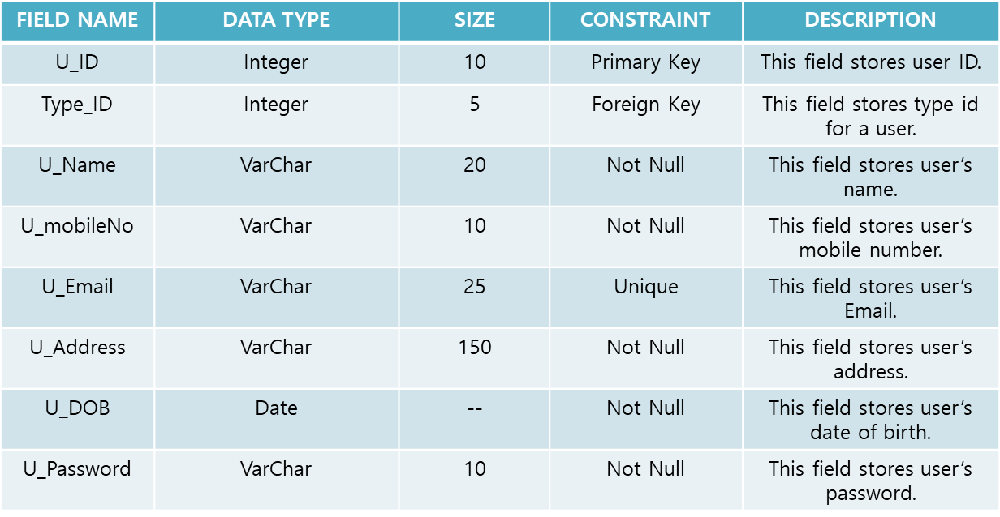 FIELD NAME DATA TYPE SIZE CONSTRAINT DESCRIPTION
U_ID Integer 10 Primary Key This field stores user ID.
Type_ID Integer 5 Foreign Key This field stores type id
for a user.
U_Name VarChar 20 Not Null This field stores user’s
name.
U_mobileNo VarChar 10 Not Null This field stores user’s
mobile number.
U_Email VarChar 25 Unique This field stores user’s
Email.
U_Address VarChar 150 Not Null This field stores user’s
address.
U_DOB Date -- Not Null This field stores user’s
date of birth.
U_Password VarChar 10 Not Null This field stores user’s
password.